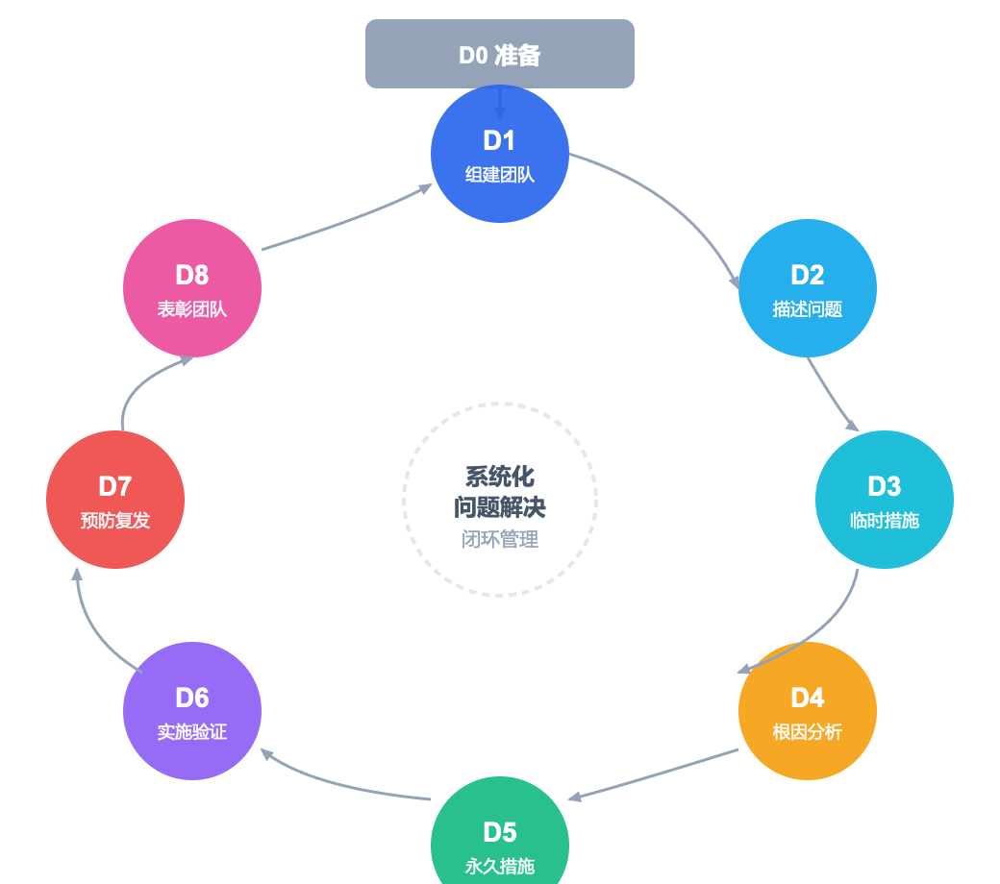 D0 准备
D1
组建团队
D2
描述问题
D3
临时措施
D4
根因分析
D5
永久措施
D6
实施验证
D7
预防复发
D8
表彰团队
系统化
问题解决
闭环管理